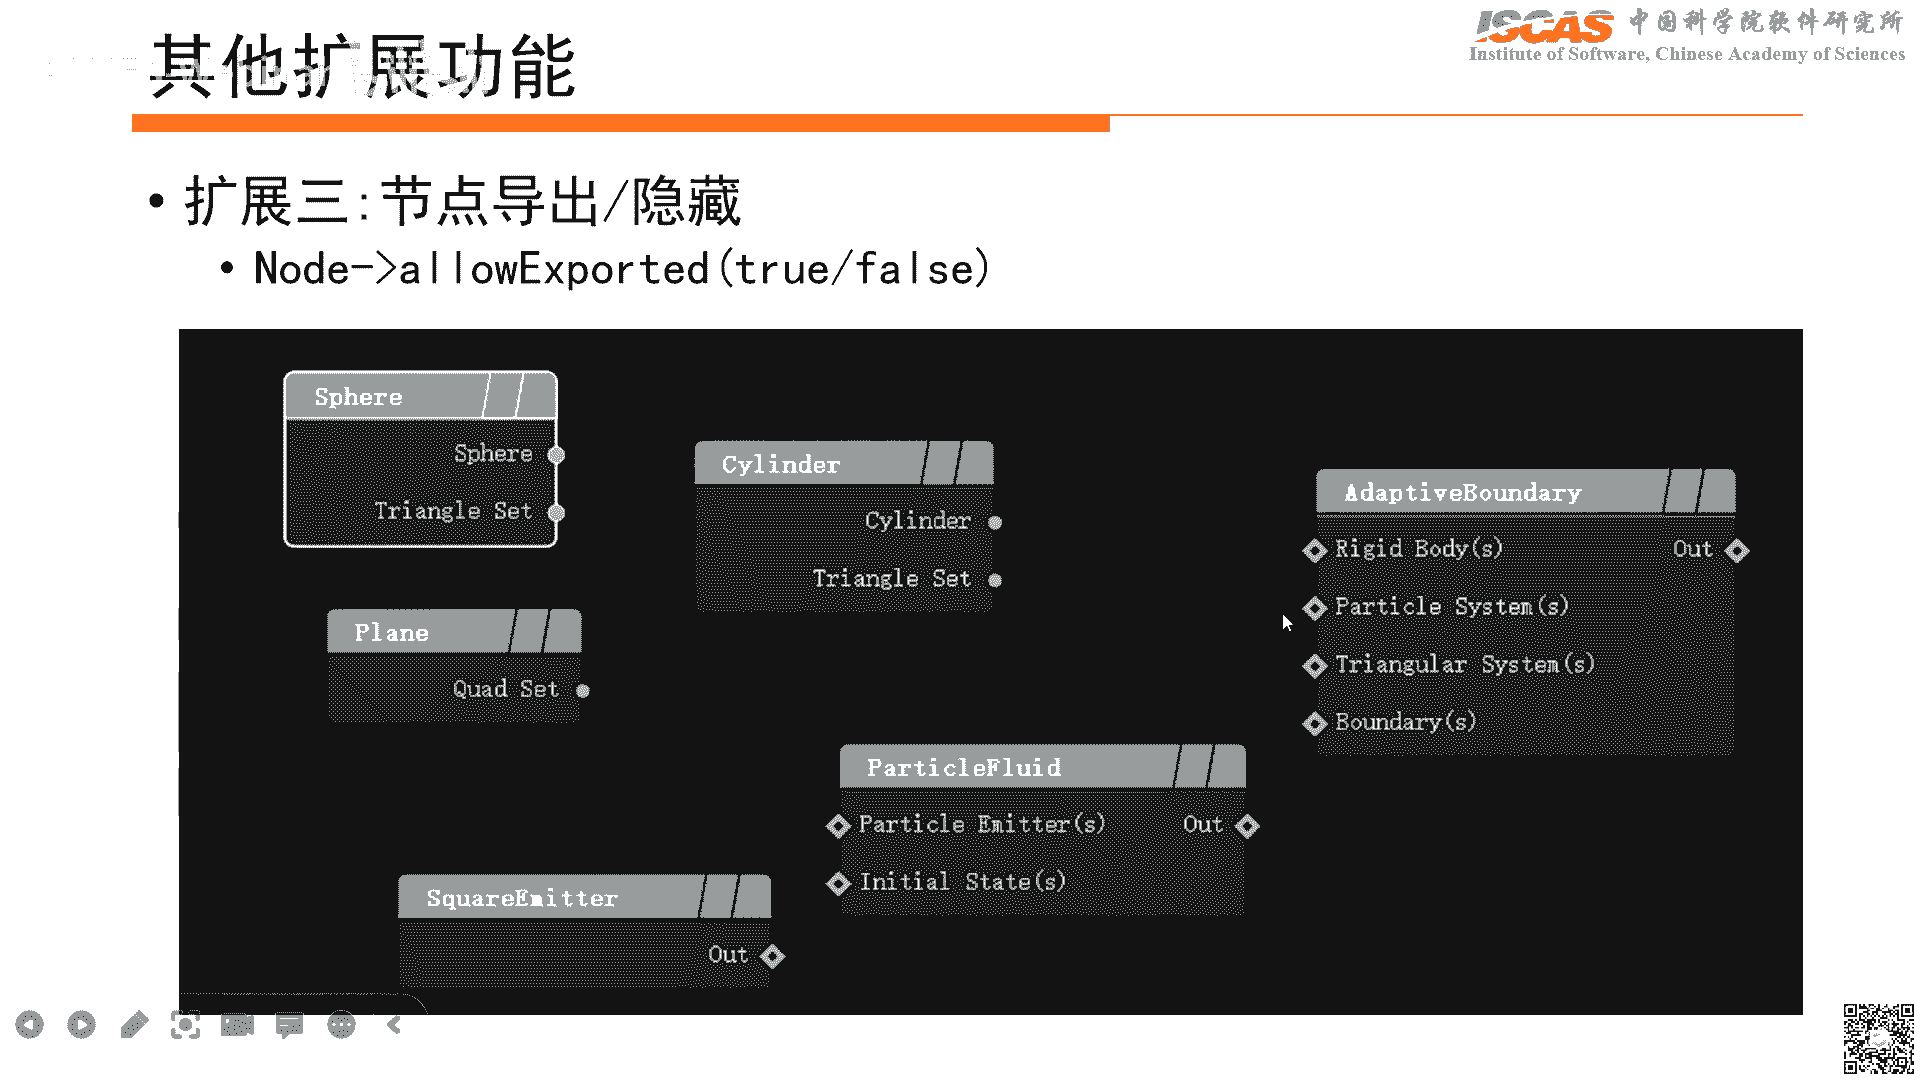 ISCAS 中国科学院软件研究所
Institute of Software, Chinese Academy of Sciences
其他扩展功能
• 扩展三:节点导出/隐藏
• Node->allowExported(true/false)
Sphere
Sphere
Triangle Set
Cylinder
Cylinder
Triangle Set
AdaptiveBoundary
Rigid Body(s) Out
Particle System(s)
Triangular System(s)
Boundary(s)
Plane
Quad Set
ParticleFluid
Particle Emitter(s) Out
Initial State(s)
SquareEmitter
Out